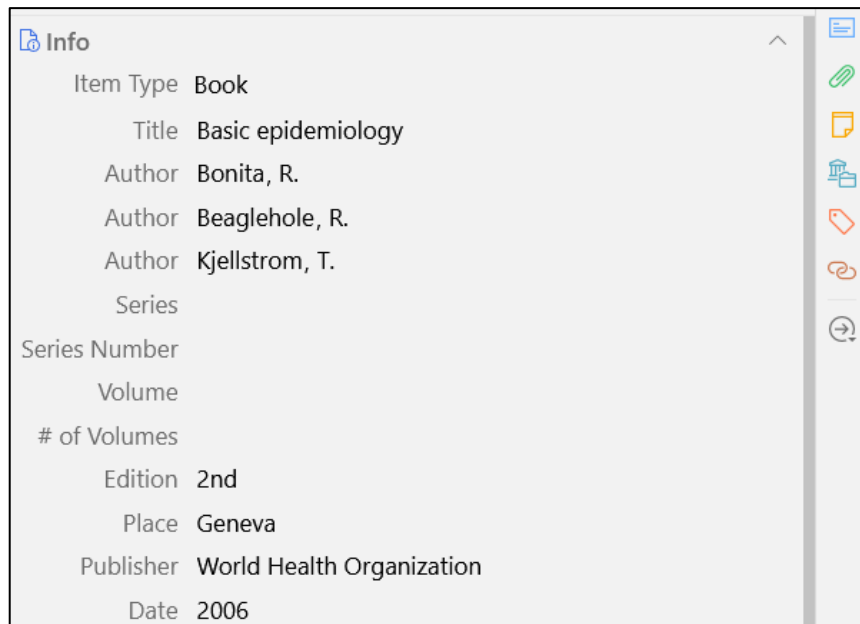 Info
Item Type Book
Title Basic epidemiology
Author Bonita, R.
Author Beaglehole, R.
Author Kjellstrom, T.
Series
Series Number
Volume
# of Volumes
Edition 2nd
Place Geneva
Publisher World Health Organization
Date 2006